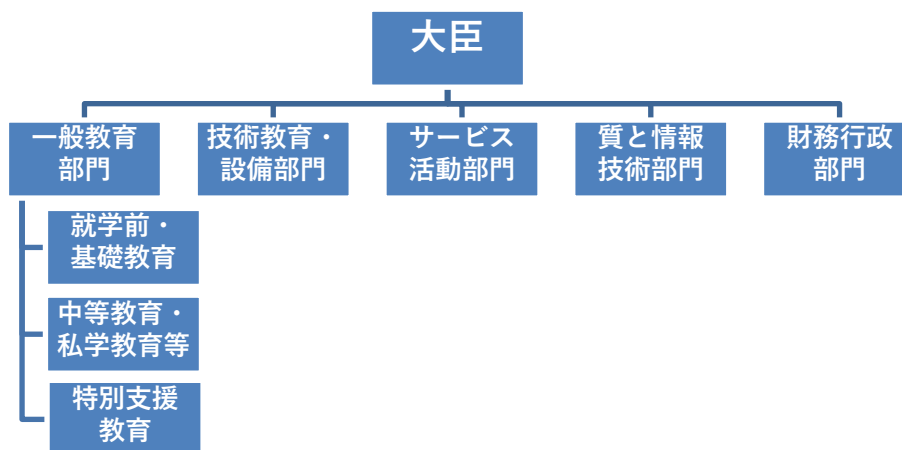 大臣
一般教育
部門
技術教育・
設備部門
サービス
活動部門
質と情報
技術部門
財務行政
部門
就学前・
基礎教育
中等教育・
私学教育等
特別支援
教育